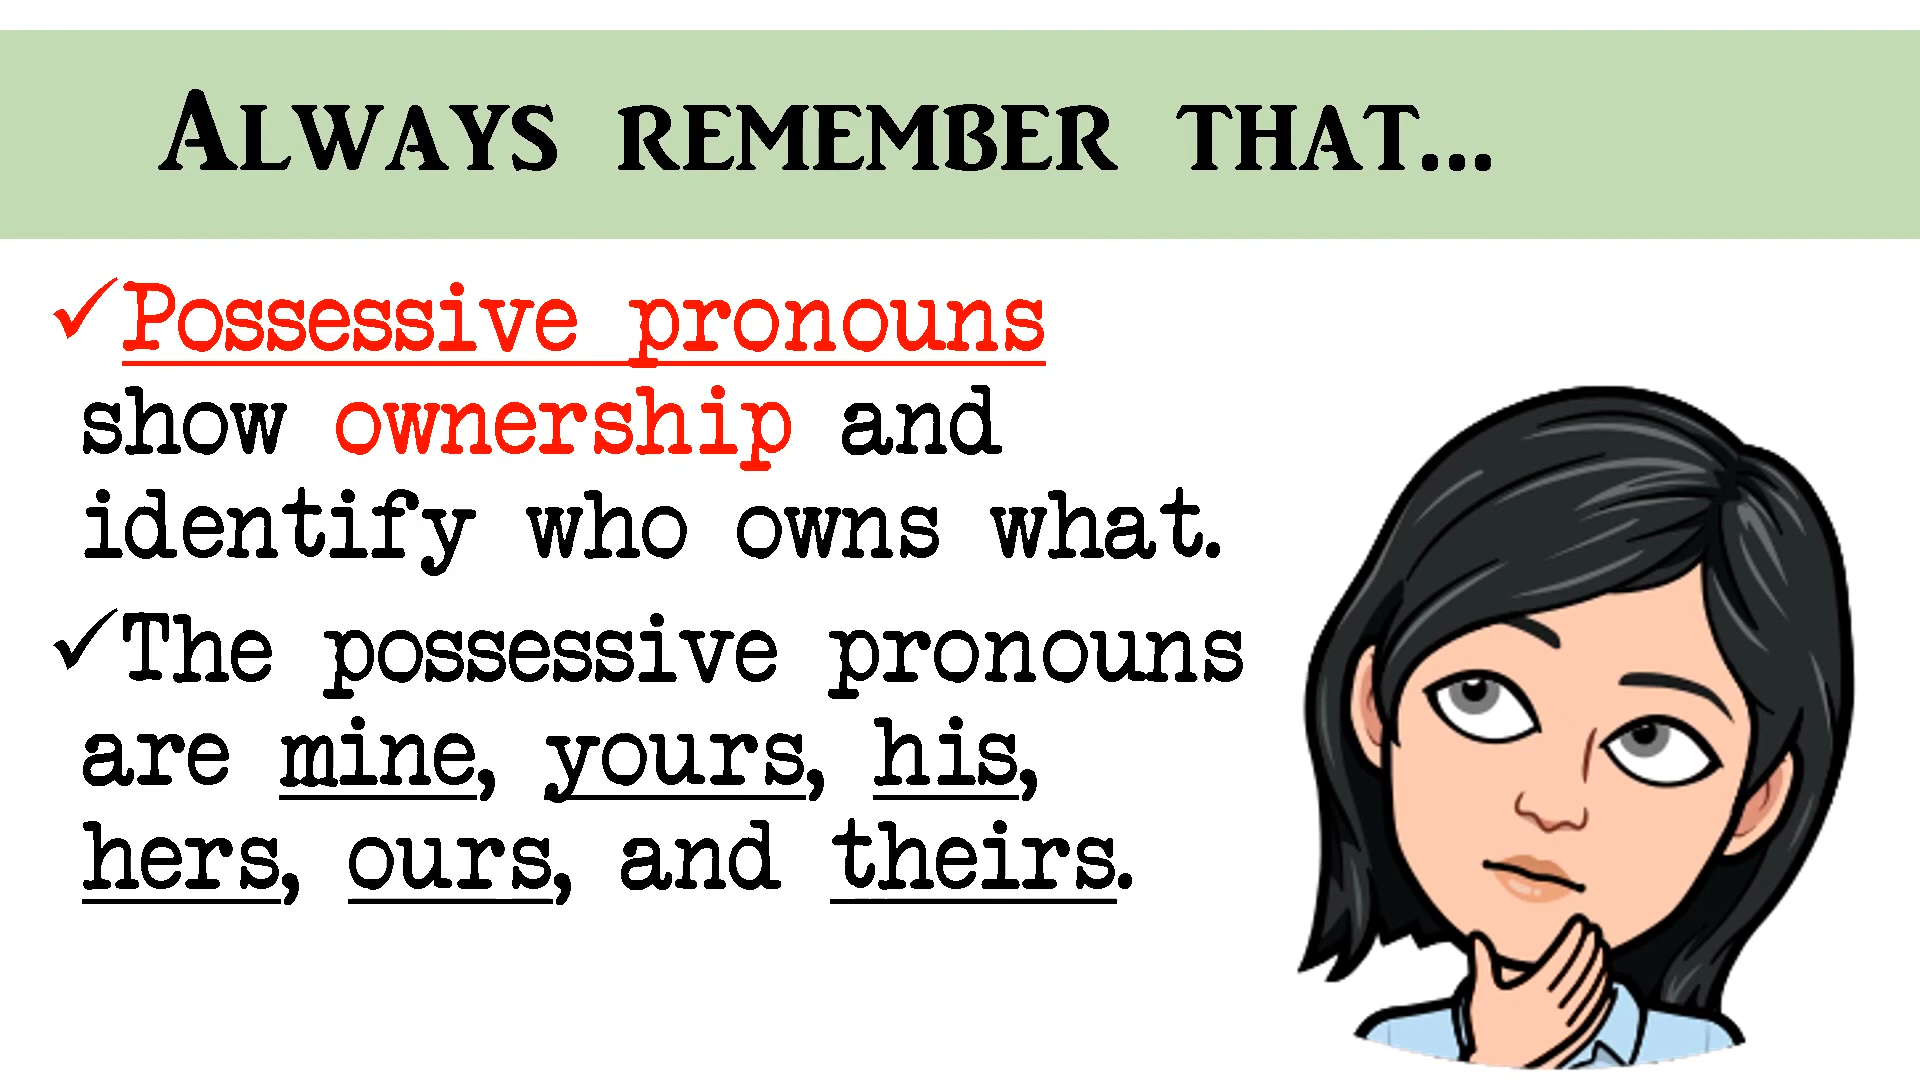 Always remember that...
✓Possessive pronouns
show ownership and
identify who owns what.
✓The possessive pronouns
are mine, yours, his,
hers, ours, and theirs.